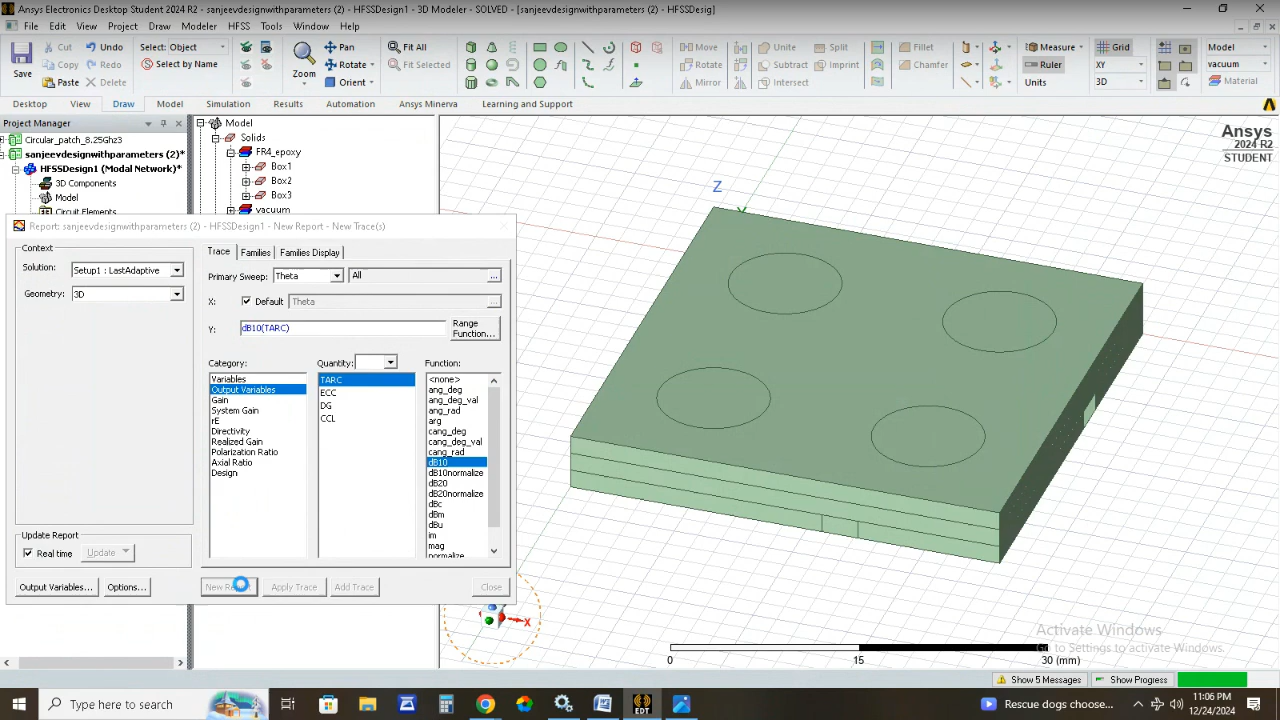 Ansys Electronics Desktop Student 2024 R2 - sanjeevdesignwithparameters (2) - HFSSDesign1 - 3D Modeler - SOLVED - [sanjeevdesignwithparameters (2) - HFSSDesig]
File Edit View Project Draw Modeler HFSS Tools Window Help
Save
Cut
Copy
Paste
Undo
Redo
Delete
Select: Object
Select by Name
Zoom
Pan
Rotate
Orient
Fit All
Fit Selected
Move
Rotate
Mirror
Unite
Subtract
Intersect
Split
Imprint
Fillet
Chamfer
Measure
Ruler
Units
Grid
XY
3D
Model
vacuum
Material
Desktop View Draw Model Simulation Results Automation Ansys Minerva Learning and Support
Project Manager
Circular_patch_8.25Ghz3
sanjeevdesignwithparameters (2)*
HFSSDesign1 (Modal Network)*
3D Components
Model
Circuit Elements
Model
Solids
FR4_epoxy
Box1
Box2
Box3
vacuum
Report: sanjeevdesignwithparameters (2) - HFSSDesign1 - New Report - New Trace(s)
Context
Solution: Setup1 : LastAdaptive
Geometry: 3D
Update Report
Real time Update
Output Variables... Options...
Trace Families Families Display
Primary Sweep: Theta All ...
X: Default Theta ...
Y: dB10(TARC) Range Function...
Category:
Variables
Output Variables
Gain
System Gain
rE
Directivity
Realized Gain
Polarization Ratio
Axial Ratio
Design
Quantity:
TARC
ECC
DG
CCL
Function:
<none>
ang_deg
ang_deg_val
ang_rad
arg
cang_deg
cang_deg_val
cang_rad
dB10
dB10normalize
dB20
dB20normalize
dBc
dBm
dBu
im
mag
normalize
New Re Apply Trace Add Trace Close
Ansys
2024 R2
STUDENT
Z
Y
X
0 15 30 (mm)
Activate Windows
Go to Settings to activate Windows.
Show 5 Messages Show Progress
Type here to search
EDT
Rescue dogs choose...
11:06 PM
12/24/2024